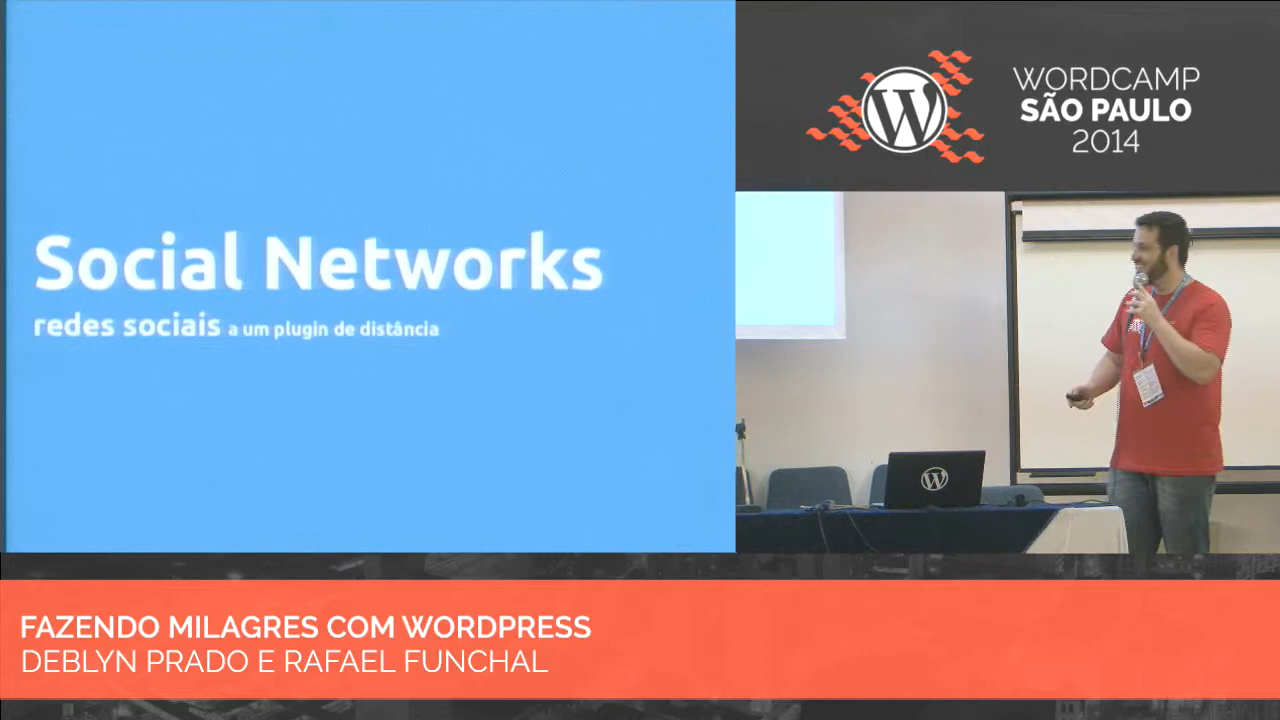 Social Networks
redes sociais a um plugin de distância
WORDCAMP
SÃO PAULO
2014
FAZENDO MILAGRES COM WORDPRESS
DEBLYN PRADO E RAFAEL FUNCHAL